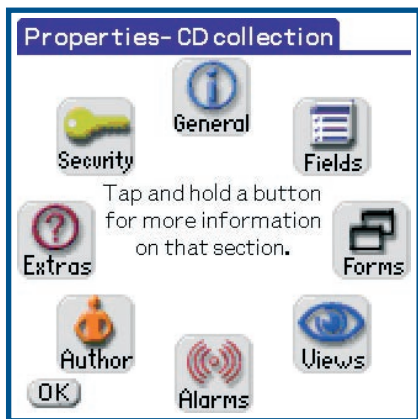 Properties- CD collection
General
Security
Fields
Tap and hold a button
for more information
on that section.
Extras
Forms
Author
Views
Alarms
OK